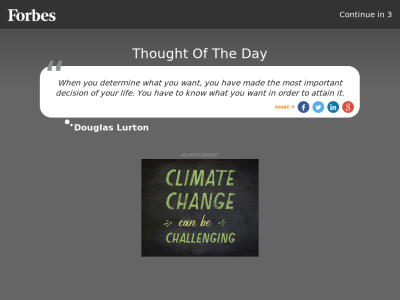 Forbes
Continue in 3
Thought Of The Day
When you determine what you want, you have made the most important
decision of your life. You have to know what you want in order to attain it.
SHARE
Douglas Lurton
ADVERTISEMENT
CLIMATE
CHANGE
can be
CHALLENGING